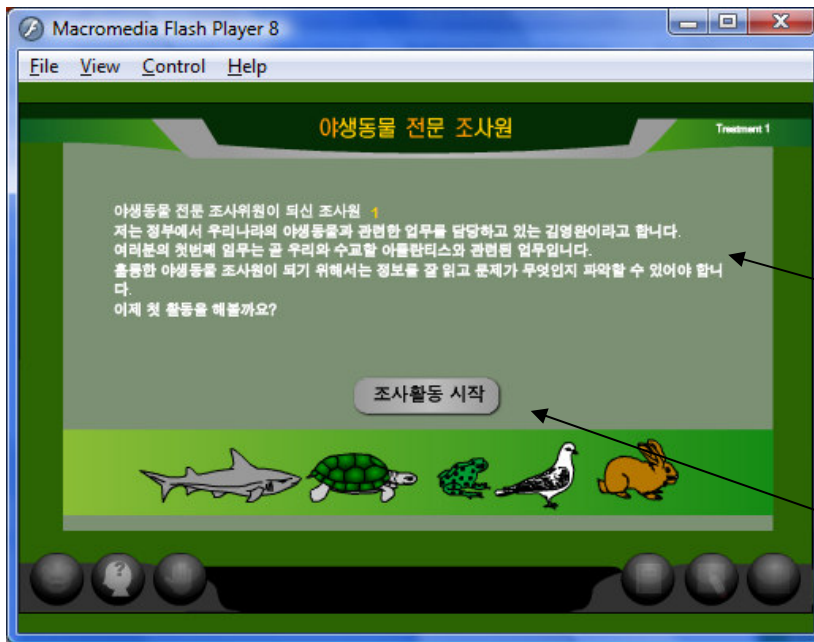 Macromedia Flash Player 8
File View Control Help
야생동물 전문 조사원
Treatment 1
야생동물 전문 조사위원이 되신 조사원 1
저는 정부에서 우리나라의 야생동물과 관련한 업무를 담당하고 있는 김영완이라고 합니다.
여러분의 첫번째 임무는 곧 우리와 수교할 아틀란티스와 관련된 업무입니다.
훌륭한 야생동물 조사원이 되기 위해서는 정보를 잘 읽고 문제가 무엇인지 파악할 수 있어야 합니
다.
이제 첫 활동을 해볼까요?
조사활동 시작
?